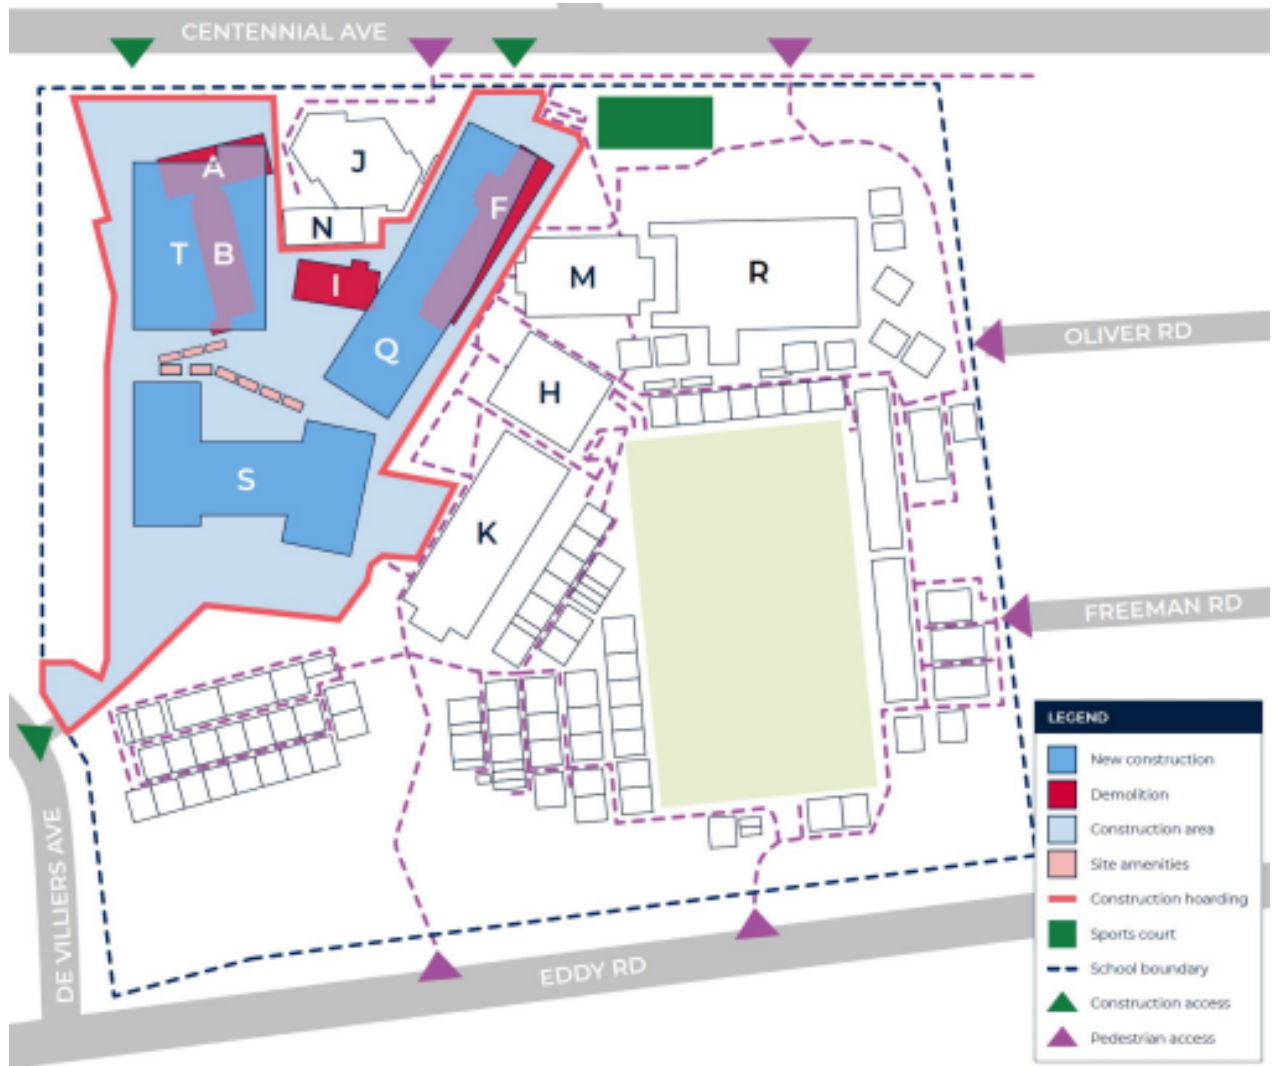 CENTENNIAL AVE
A
J
F
N
T
B
M
R
I
OLIVER RD
Q
H
S
K
FREEMAN RD
DE VILLIERS AVE
EDDY RD
LEGEND
New construction
Demolition
Construction area
Site amenities
Construction hoarding
Sports court
School boundary
Construction access
Pedestrian access